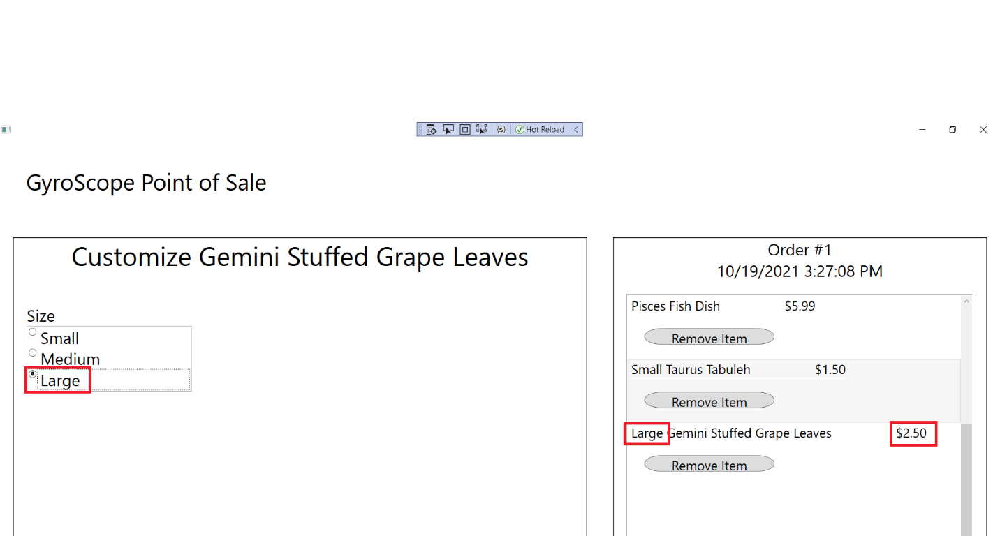 Hot Reload
GyroScope Point of Sale
Customize Gemini Stuffed Grape Leaves
Size
Small
Medium
Large
Order #1
10/19/2021 3:27:08 PM
Pisces Fish Dish $5.99
Remove Item
Small Taurus Tabuleh $1.50
Remove Item
Large Gemini Stuffed Grape Leaves $2.50
Remove Item